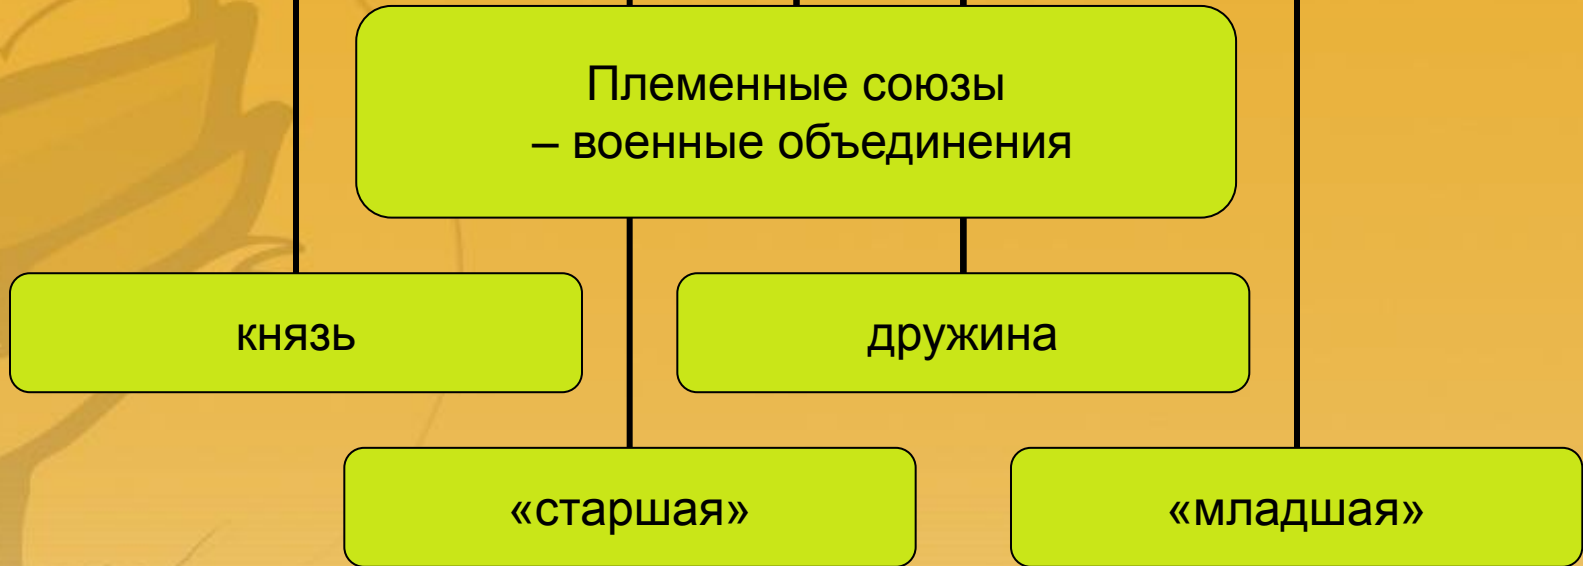 Племенные союзы
– военные объединения
князь
дружина
«старшая»
«младшая»